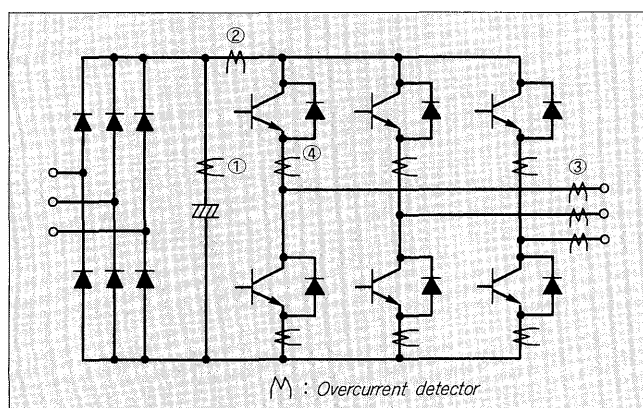 ②
①
④
③
: Overcurrent detector